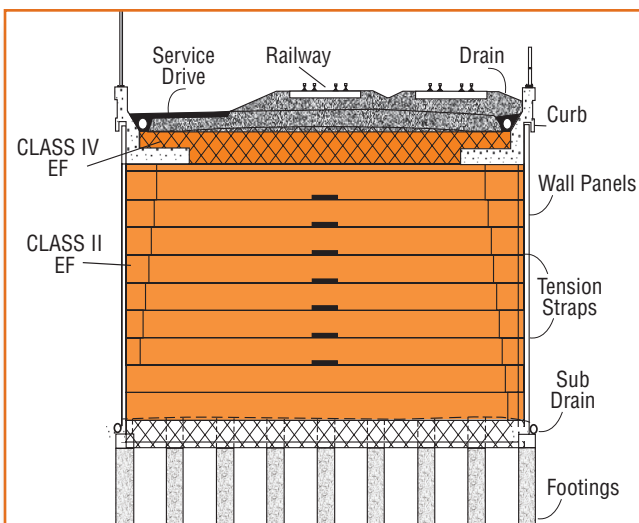 Service
Drive
Railway
Drain
Curb
CLASS IV
EF
Wall Panels
CLASS II
EF
Tension
Straps
Sub
Drain
Footings